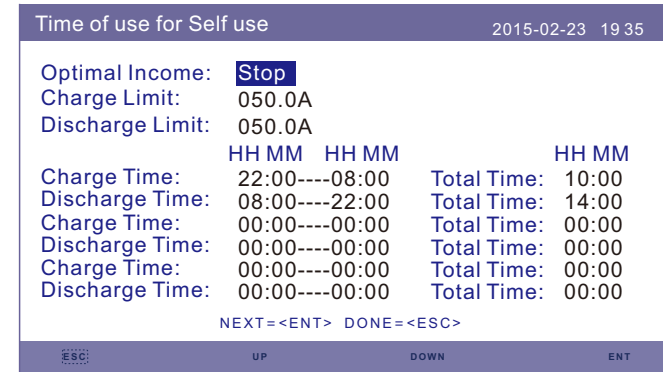 Time of use for Self use 2015-02-23 19 35
Optimal Income: Stop
Charge Limit: 050.0A
Discharge Limit: 050.0A
HH MM HH MM HH MM
Charge Time: 22:00----08:00 Total Time: 10:00
Discharge Time: 08:00----22:00 Total Time: 14:00
Charge Time: 00:00----00:00 Total Time: 00:00
Discharge Time: 00:00----00:00 Total Time: 00:00
Charge Time: 00:00----00:00 Total Time: 00:00
Discharge Time: 00:00----00:00 Total Time: 00:00
NEXT=<ENT> DONE=<ESC>
ESC UP DOWN ENT